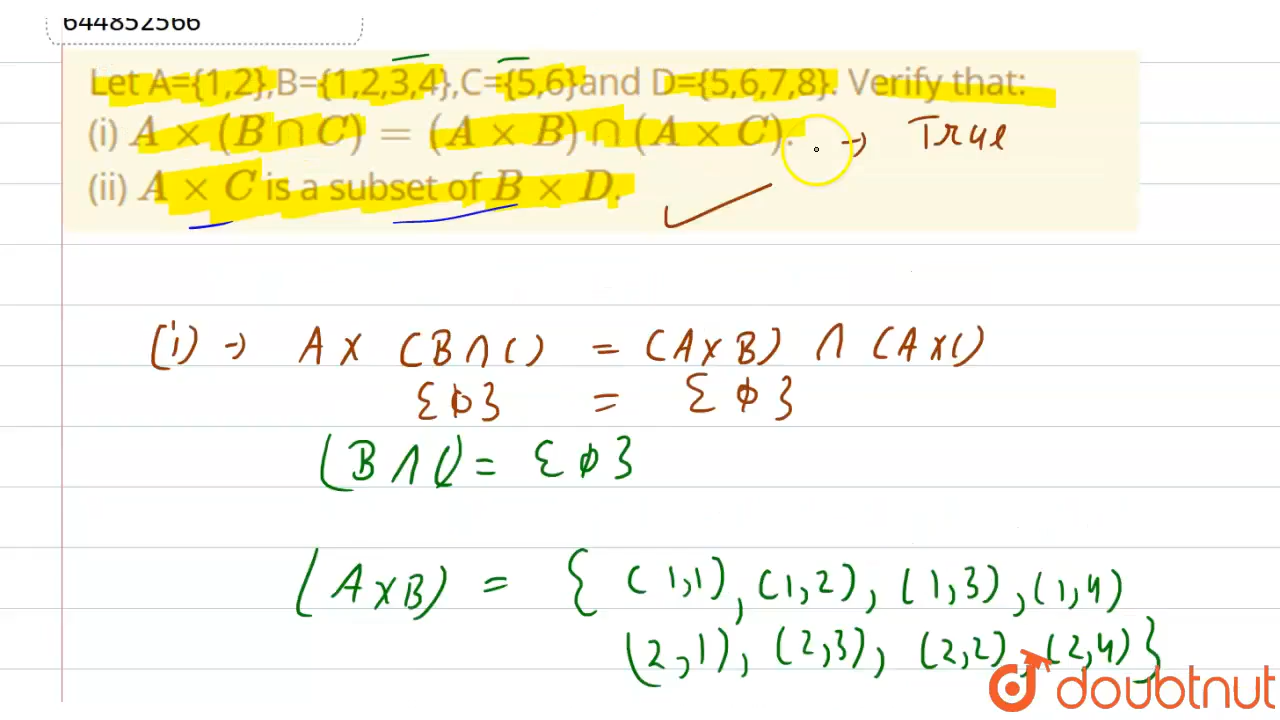 644852566
Let A={1,2},B={1,2,3,4},C={5,6}and D={5,6,7,8}. Verify that:
(i) A × (B ∩ C) = (A × B) ∩ (A × C). → True
(ii) A × C is a subset of B × D. ✓
(i) → A X (B ∩ C) = (A X B) ∩ (A X C)
{ϕ} = {ϕ}
(B ∩ C) = {ϕ}
(A X B) = { (1,1), (1,2), (1,3), (1,4)
(2,1), (2,3), (2,2), (2,4) }
doubtnut